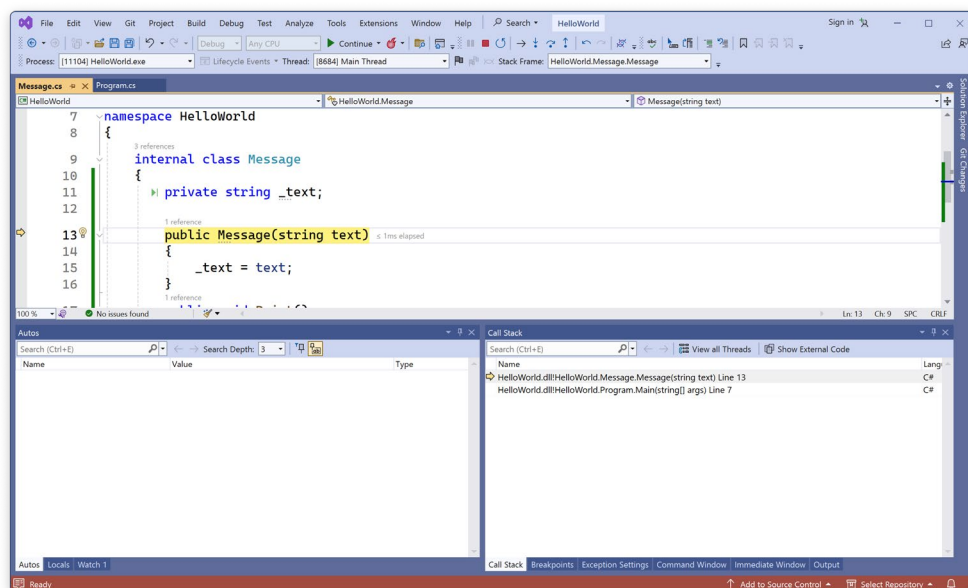 File Edit View Git Project Build Debug Test Analyze Tools Extensions Window Help Search HelloWorld Sign in
Debug Any CPU Continue
Process: [11104] HelloWorld.exe Lifecycle Events Thread: [8684] Main Thread Stack Frame: HelloWorld.Message.Message
Message.cs Program.cs
HelloWorld HelloWorld.Message Message(string text)
7 namespace HelloWorld
8 {
3 references
9 internal class Message
10 {
11 private string _text;
12
1 reference
13 public Message(string text) ≤ 1ms elapsed
14 {
15 _text = text;
16 }
1 reference
100 % No issues found Ln: 13 Ch: 9 SPC CRLF
Solution Explorer
Git Changes
Autos
Search (Ctrl+E) Search Depth: 3
Name Value Type
Autos Locals Watch 1
Call Stack
Search (Ctrl+E) View all Threads Show External Code
Name Lang
HelloWorld.dll!HelloWorld.Message.Message(string text) Line 13 C#
HelloWorld.dll!HelloWorld.Program.Main(string[] args) Line 7 C#
Call Stack Breakpoints Exception Settings Command Window Immediate Window Output
Ready Add to Source Control Select Repository